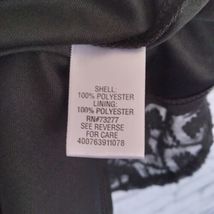 SHELL:
100% POLYESTER
LINING:
100% POLYESTER
RN#73277
SEE REVERSE
FOR CARE
400763911078